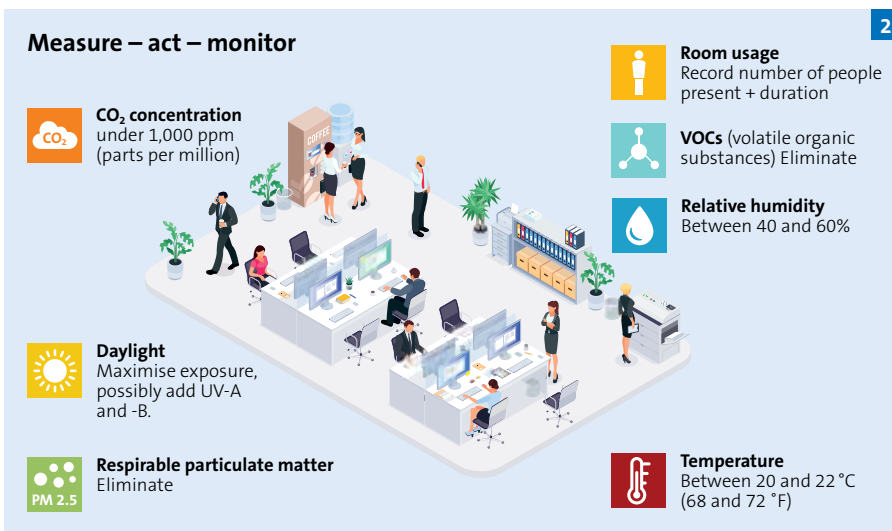 2
Measure – act – monitor
CO₂
CO₂ concentration
under 1,000 ppm
(parts per million)
COFFEE
Room usage
Record number of people
present + duration
VOCs (volatile organic
substances) Eliminate
Relative humidity
Between 40 and 60%
Daylight
Maximise exposure,
possibly add UV-A
and -B.
PM 2.5
Respirable particulate matter
Eliminate
Temperature
Between 20 and 22 °C
(68 and 72 ˚F)